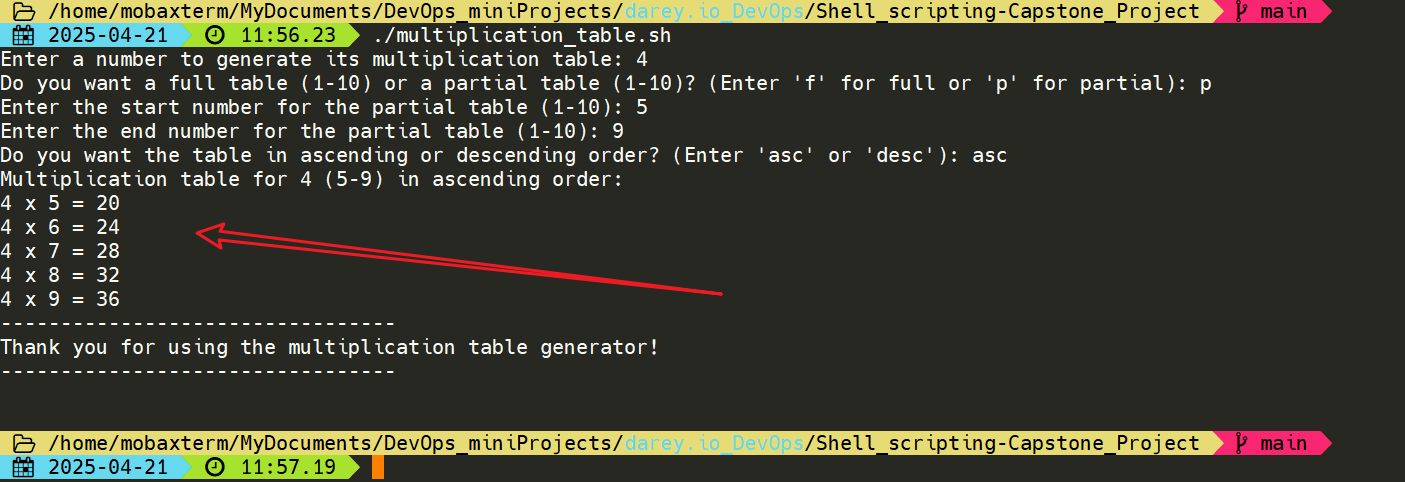 /home/mobaxterm/MyDocuments/DevOps_miniProjects/darey.io_DevOps/Shell_scripting-Capstone_Project main
2025-04-21 11:56.23 ./multiplication_table.sh
Enter a number to generate its multiplication table: 4
Do you want a full table (1-10) or a partial table (1-10)? (Enter 'f' for full or 'p' for partial): p
Enter the start number for the partial table (1-10): 5
Enter the end number for the partial table (1-10): 9
Do you want the table in ascending or descending order? (Enter 'asc' or 'desc'): asc
Multiplication table for 4 (5-9) in ascending order:
4 x 5 = 20
4 x 6 = 24
4 x 7 = 28
4 x 8 = 32
4 x 9 = 36
---------------------------------
Thank you for using the multiplication table generator!
---------------------------------
/home/mobaxterm/MyDocuments/DevOps_miniProjects/darey.io_DevOps/Shell_scripting-Capstone_Project main
2025-04-21 11:57.19